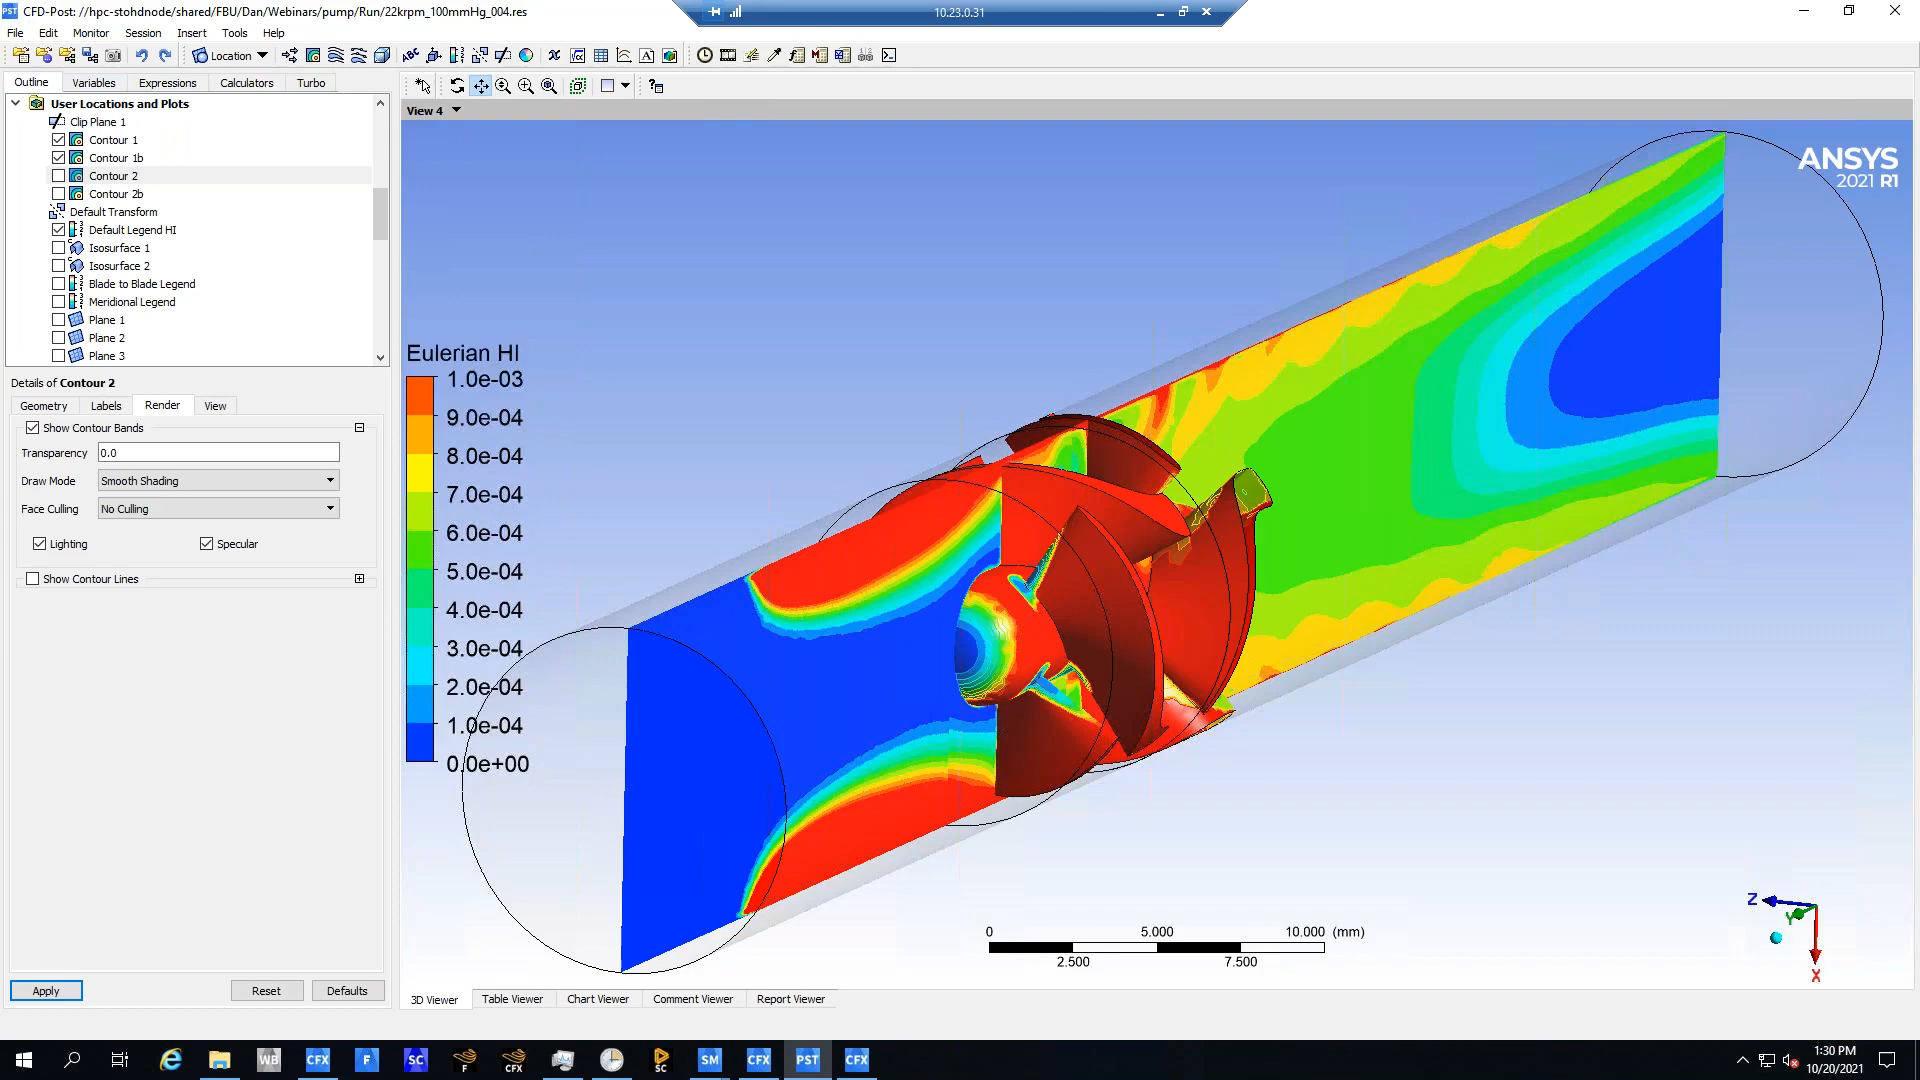 PST CFD-Post: //hpc-stohdnode/shared/FBU/Dan/Webinars/pump/Run/22krpm_100mmHg_004.res
10.23.0.31
File Edit Monitor Session Insert Tools Help
Location
Outline Variables Expressions Calculators Turbo
View 4
User Locations and Plots
Clip Plane 1
Contour 1
Contour 1b
Contour 2
Contour 2b
Default Transform
Default Legend HI
Isosurface 1
Isosurface 2
Blade to Blade Legend
Meridional Legend
Plane 1
Plane 2
Plane 3
Details of Contour 2
Geometry Labels Render View
Show Contour Bands
Transparency 0.0
Draw Mode Smooth Shading
Face Culling No Culling
Lighting Specular
Show Contour Lines
Apply Reset Defaults
ANSYS
2021 R1
Eulerian HI
1.0e-03
9.0e-04
8.0e-04
7.0e-04
6.0e-04
5.0e-04
4.0e-04
3.0e-04
2.0e-04
1.0e-04
0.0e+00
0 5.000 10.000 (mm)
2.500 7.500
Z
Y
X
3D Viewer Table Viewer Chart Viewer Comment Viewer Report Viewer
WB CFX F SC F CFX SC SM CFX PST CFX
1:30 PM
10/20/2021